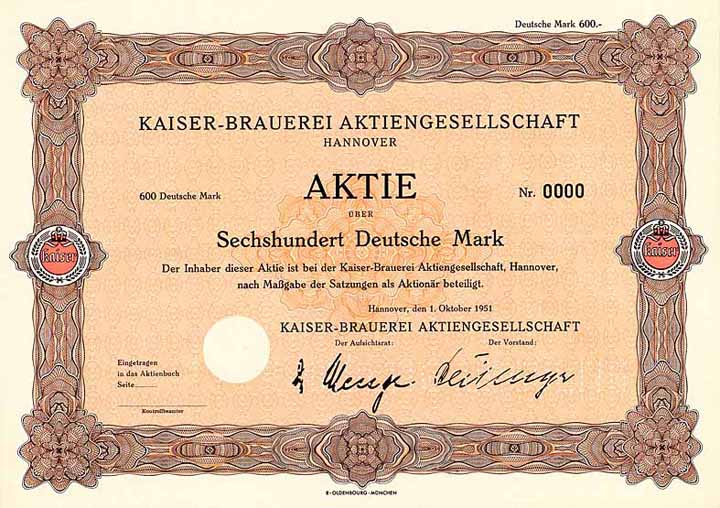 Deutsche Mark 600.-
KAISER-BRAUEREI AKTIENGESELLSCHAFT
HANNOVER
600 Deutsche Mark AKTIE Nr. 0000
ÜBER
Sechshundert Deutsche Mark
kaiser kaiser
Der Inhaber dieser Aktie ist bei der Kaiser-Brauerei Aktiengesellschaft, Hannover,
nach Maßgabe der Satzungen als Aktionär beteiligt.
Hannover, den 1. Oktober 1951
KAISER-BRAUEREI AKTIENGESELLSCHAFT
Der Aufsichtsrat: Der Vorstand:
Eingetragen
in das Aktienbuch
Seite
Kontrollbeamter
R · OLDENBOURG · MÜNCHEN